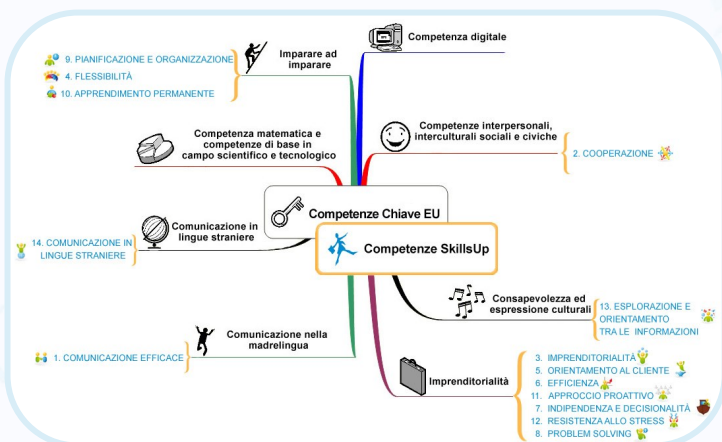 Competenza digitale
Imparare ad
imparare
9. PIANIFICAZIONE E ORGANIZZAZIONE
4. FLESSIBILITÀ
10. APPRENDIMENTO PERMANENTE
Competenza matematica e
competenze di base in
campo scientifico e tecnologico
Competenze interpersonali,
interculturali sociali e civiche
2. COOPERAZIONE
Competenze Chiave EU
Competenze SkillsUp
Comunicazione in
lingue straniere
14. COMUNICAZIONE IN
LINGUE STRANIERE
Consapevolezza ed
espressione culturali
13. ESPLORAZIONE E
ORIENTAMENTO
TRA LE INFORMAZIONI
Comunicazione nella
madrelingua
1. COMUNICAZIONE EFFICACE
Imprenditorialità
3. IMPRENDITORIALITÀ
5. ORIENTAMENTO AL CLIENTE
6. EFFICIENZA
11. APPROCCIO PROATTIVO
7. INDIPENDENZA E DECISIONALITÀ
12. RESISTENZA ALLO STRESS
8. PROBLEM SOLVING